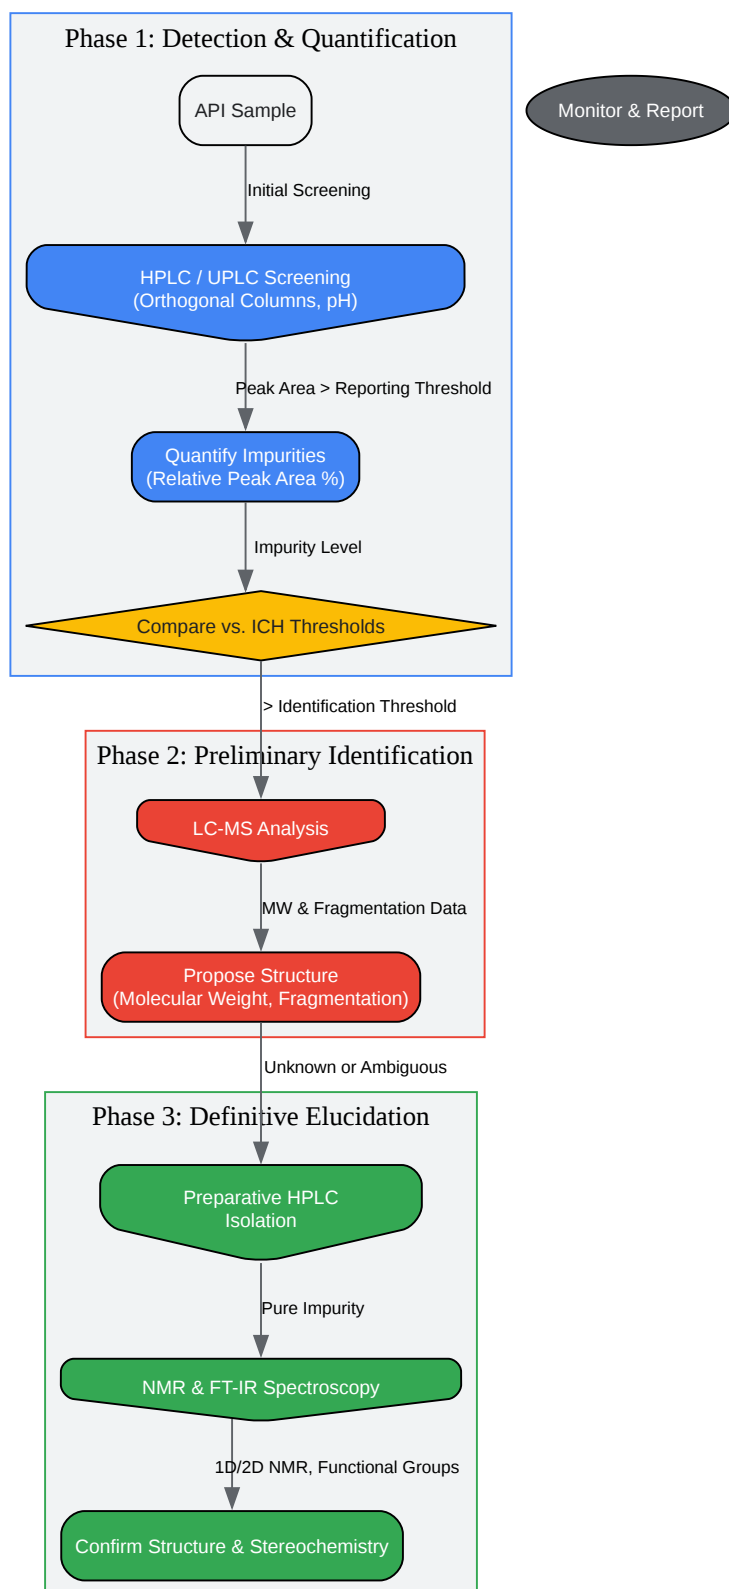 Phase 1: Detection & Quantification
API Sample
Monitor & Report
Initial Screening
HPLC / UPLC Screening
(Orthogonal Columns, pH)
Peak Area > Reporting Threshold
Quantify Impurities
(Relative Peak Area %)
Impurity Level
Compare vs. ICH Thresholds
> Identification Threshold
Phase 2: Preliminary Identification
LC-MS Analysis
MW & Fragmentation Data
Propose Structure
(Molecular Weight, Fragmentation)
Unknown or Ambiguous
Phase 3: Definitive Elucidation
Preparative HPLC
Isolation
Pure Impurity
NMR & FT-IR Spectroscopy
1D/2D NMR, Functional Groups
Confirm Structure & Stereochemistry